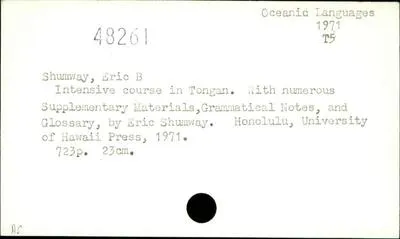 Oceanic Languages
1971
T5
48261
Shumway, Eric B
Intensive course in Tongan. With numerous
Supplementary Materials,Grammatical Notes, and
Glossary, by Eric Shumway. Honolulu, University
of Hawaii Press, 1971.
723p. 23cm.